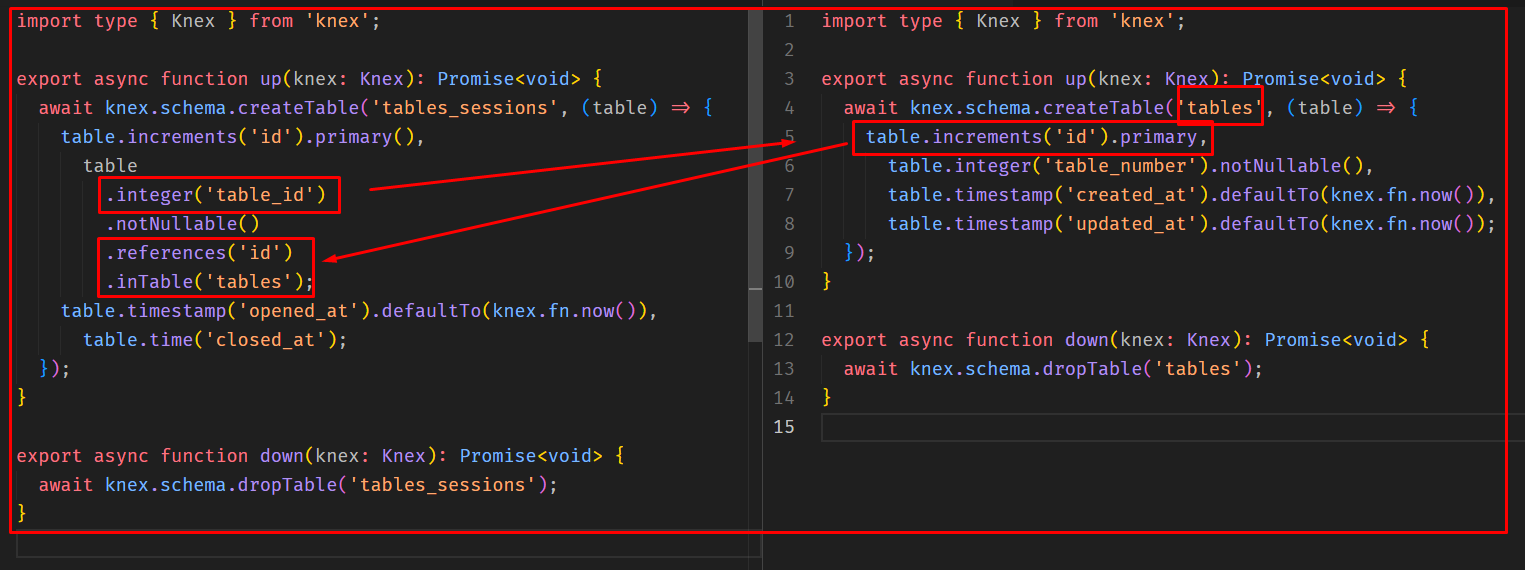 import type { Knex } from 'knex';
export async function up(knex: Knex): Promise<void> {
  await knex.schema.createTable('tables_sessions', (table) => {
    table.increments('id').primary(),
      table
        .integer('table_id')
        .notNullable()
        .references('id')
        .inTable('tables');
    table.timestamp('opened_at').defaultTo(knex.fn.now()),
      table.time('closed_at');
  });
}
export async function down(knex: Knex): Promise<void> {
  await knex.schema.dropTable('tables_sessions');
}
1 import type { Knex } from 'knex';
2
3 export async function up(knex: Knex): Promise<void> {
4   await knex.schema.createTable('tables', (table) => {
5     table.increments('id').primary,
6       table.integer('table_number').notNullable(),
7       table.timestamp('created_at').defaultTo(knex.fn.now()),
8       table.timestamp('updated_at').defaultTo(knex.fn.now());
9   });
10 }
11
12 export async function down(knex: Knex): Promise<void> {
13   await knex.schema.dropTable('tables');
14 }
15